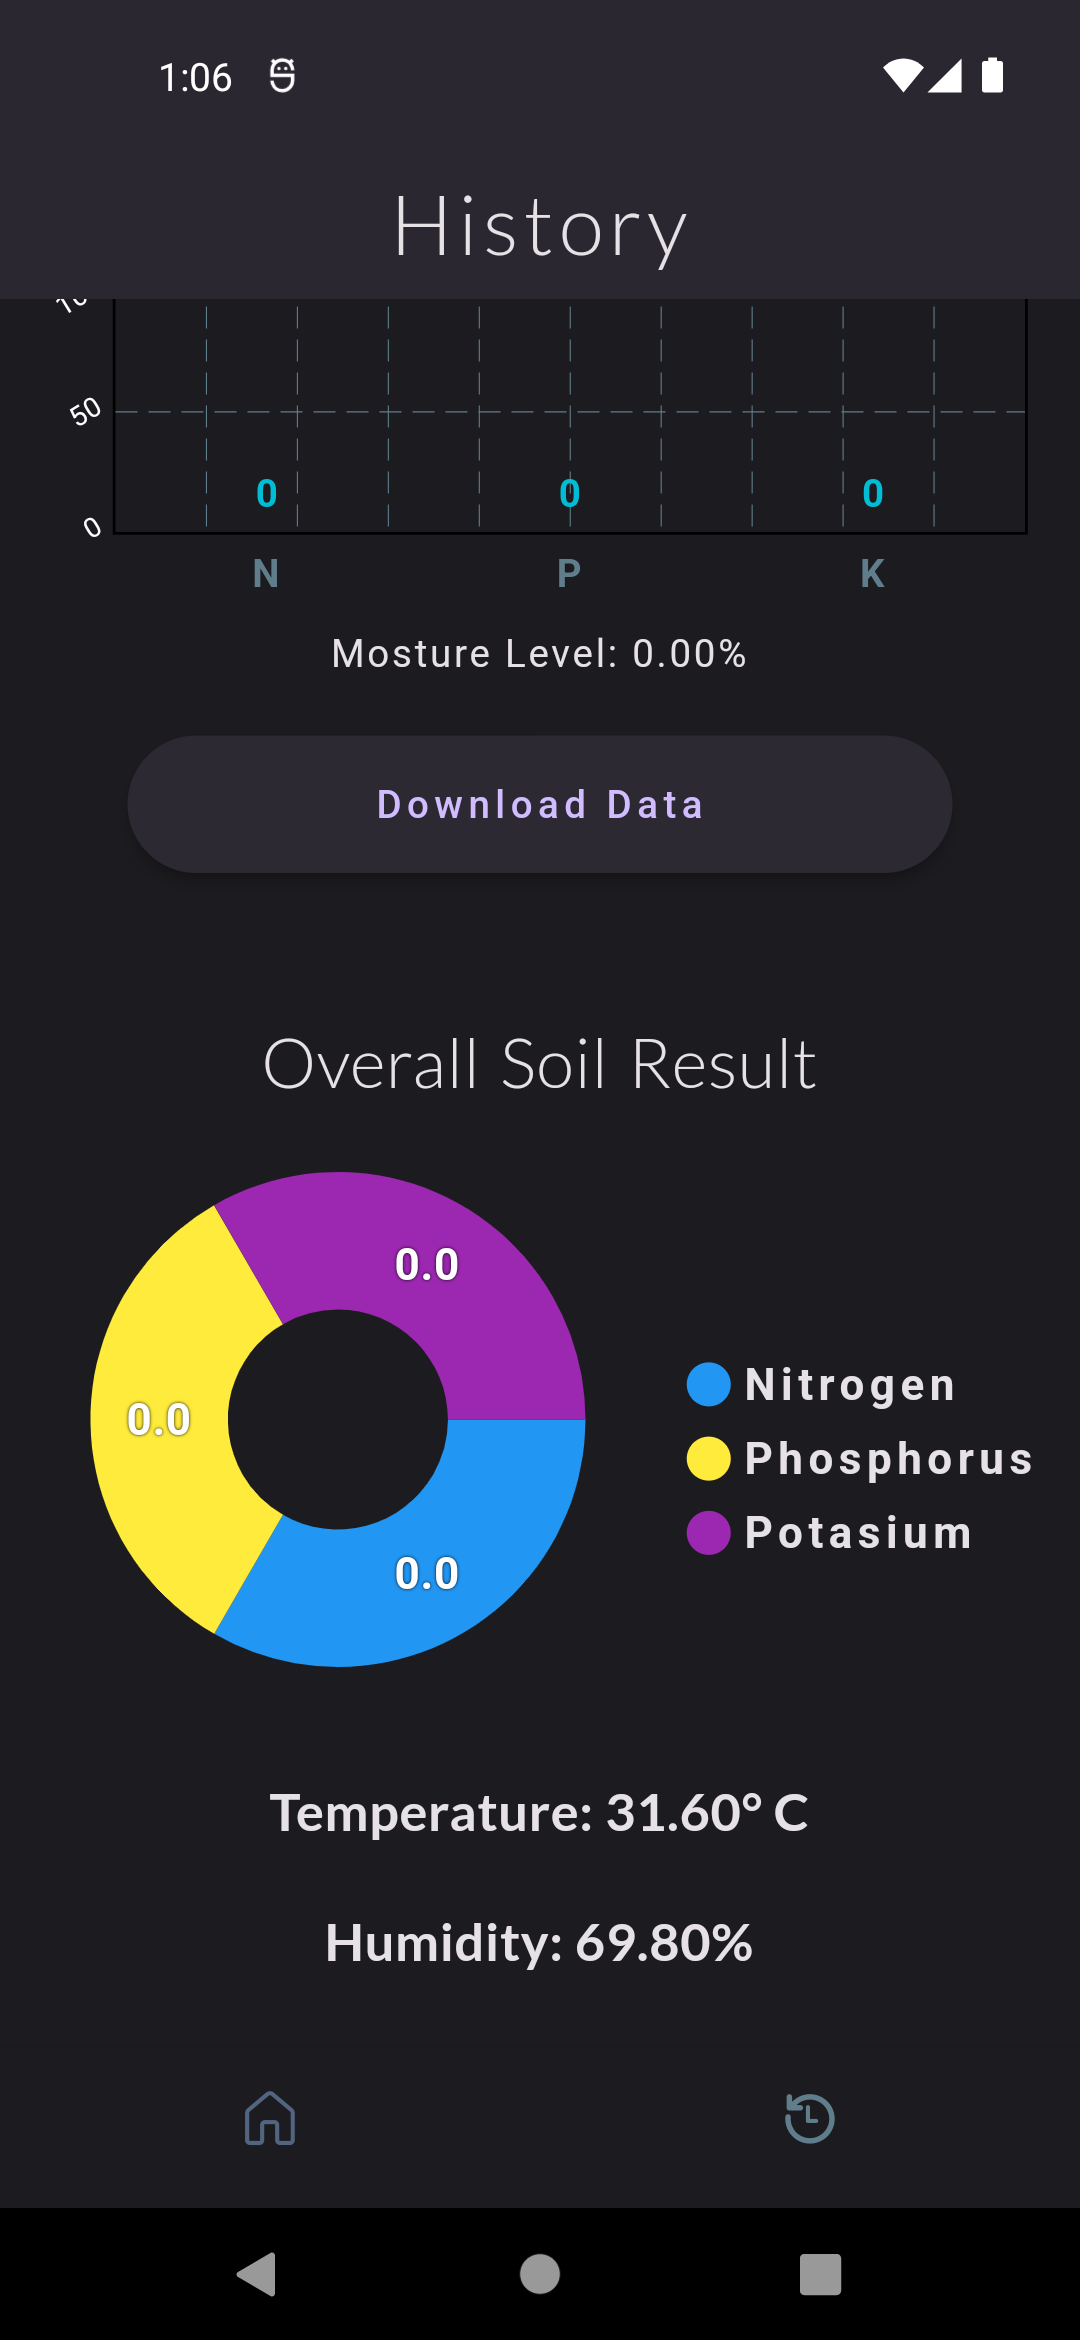 1:06
History
50
0 0 0
0
N P K
Mosture Level: 0.00%
Download Data
Overall Soil Result
0.0
0.0
0.0
Nitrogen
Phosphorus
Potasium
Temperature: 31.60° C
Humidity: 69.80%